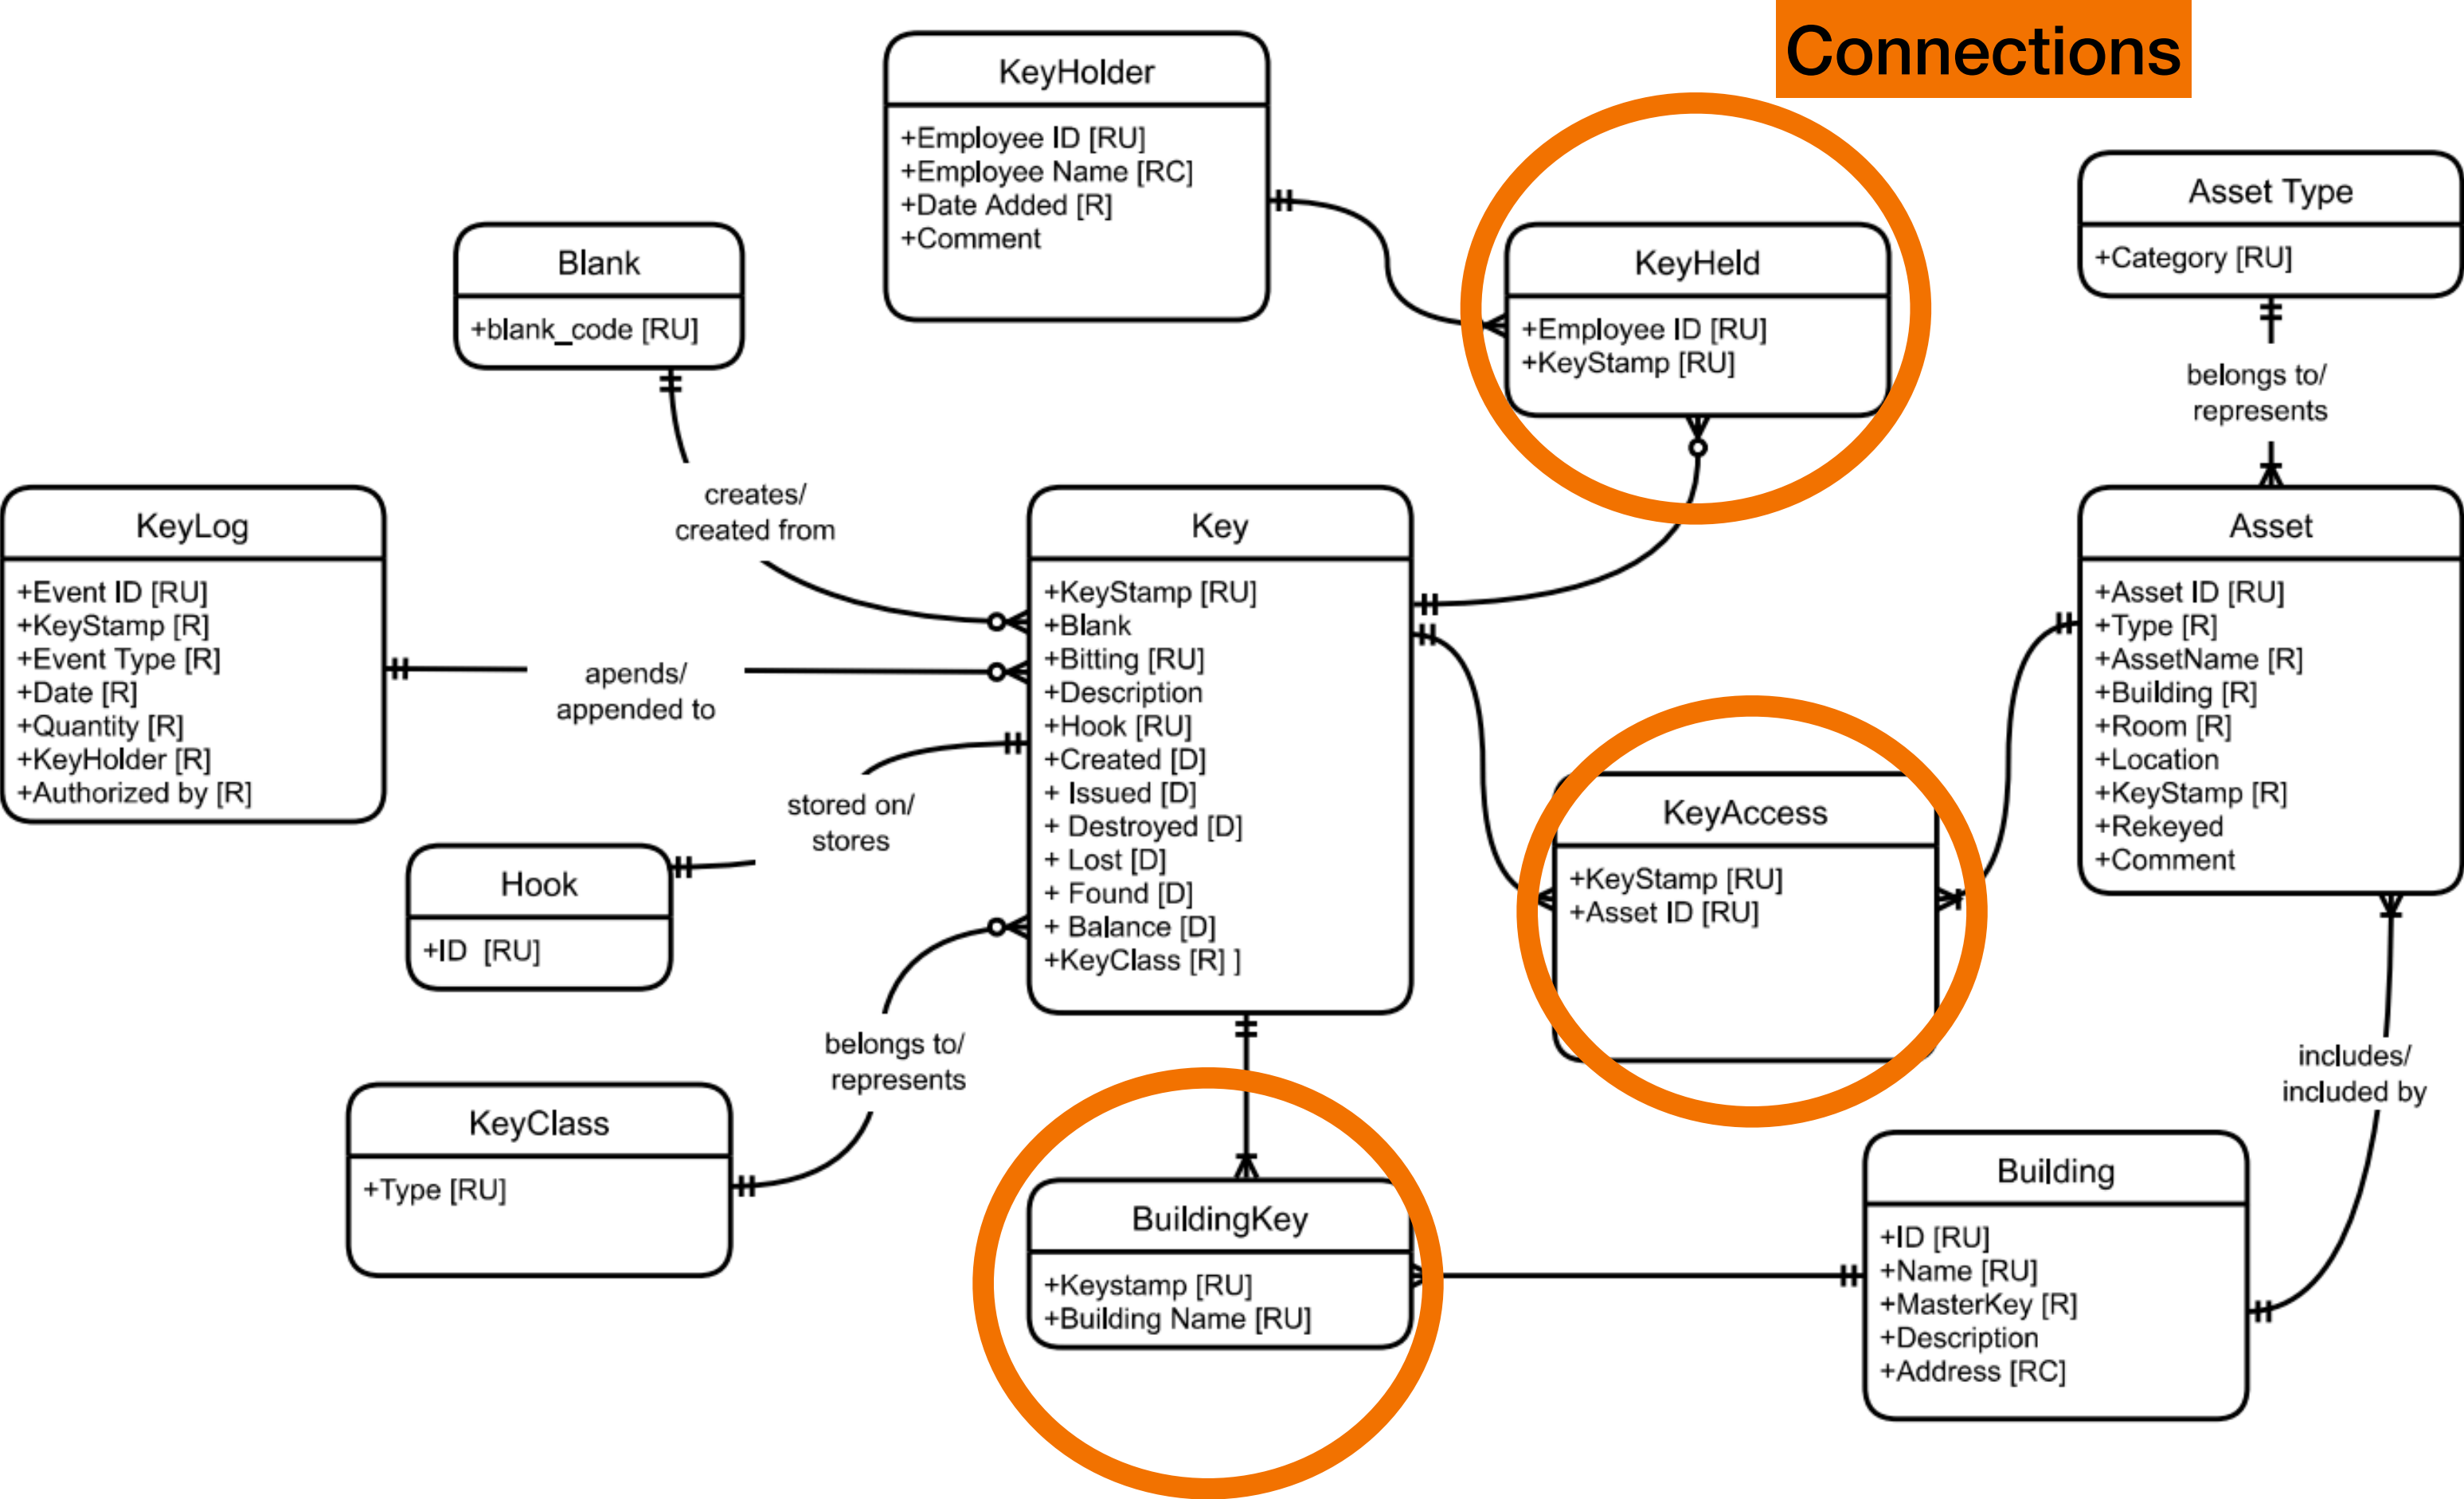 Connections
KeyHolder
+Employee ID [RU]
+Employee Name [RC]
+Date Added [R]
+Comment
KeyHeld
+Employee ID [RU]
+KeyStamp [RU]
Asset Type
+Category [RU]
belongs to/
represents
Blank
+blank_code [RU]
creates/
created from
KeyLog
+Event ID [RU]
+KeyStamp [R]
+Event Type [R]
+Date [R]
+Quantity [R]
+KeyHolder [R]
+Authorized by [R]
apends/
appended to
Key
+KeyStamp [RU]
+Blank
+Bitting [RU]
+Description
+Hook [RU]
+Created [D]
+ Issued [D]
+ Destroyed [D]
+ Lost [D]
+ Found [D]
+ Balance [D]
+KeyClass [R] ]
Asset
+Asset ID [RU]
+Type [R]
+AssetName [R]
+Building [R]
+Room [R]
+Location
+KeyStamp [R]
+Rekeyed
+Comment
stored on/
stores
Hook
+ID [RU]
KeyAccess
+KeyStamp [RU]
+Asset ID [RU]
belongs to/
represents
KeyClass
+Type [RU]
includes/
included by
BuildingKey
+Keystamp [RU]
+Building Name [RU]
Building
+ID [RU]
+Name [RU]
+MasterKey [R]
+Description
+Address [RC]